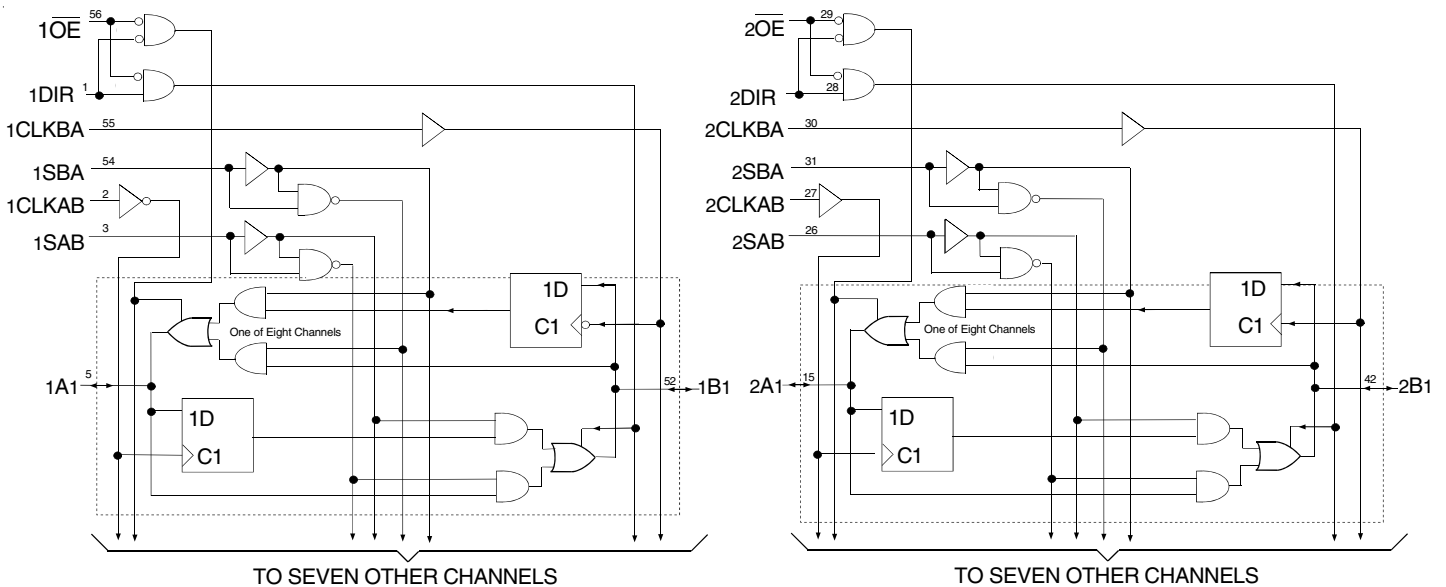 56
1OE
1DIR 1
1CLKBA 55
1SBA 54
1CLKAB 2
1SAB 3
1D
C1
One of Eight Channels
1A1 5
52 1B1
1D
C1
TO SEVEN OTHER CHANNELS
29
2OE
28
2DIR
2CLKBA 30
2SBA 31
2CLKAB 27
2SAB 26
1D
C1
One of Eight Channels
2A1 15
42 2B1
1D
C1
TO SEVEN OTHER CHANNELS